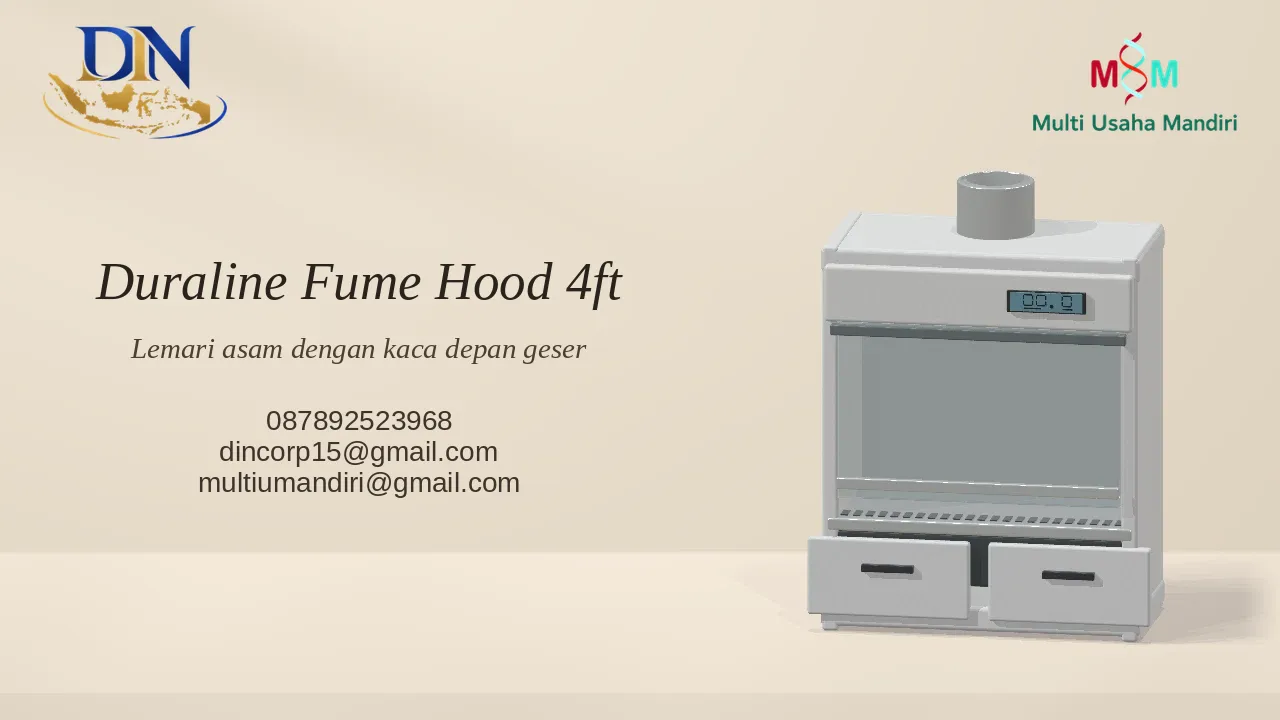 DIN
MSM
Multi Usaha Mandiri
Duraline Fume Hood 4ft
Lemari asam dengan kaca depan geser
00.0
087892523968
dincorp15@gmail.com
multiumandiri@gmail.com